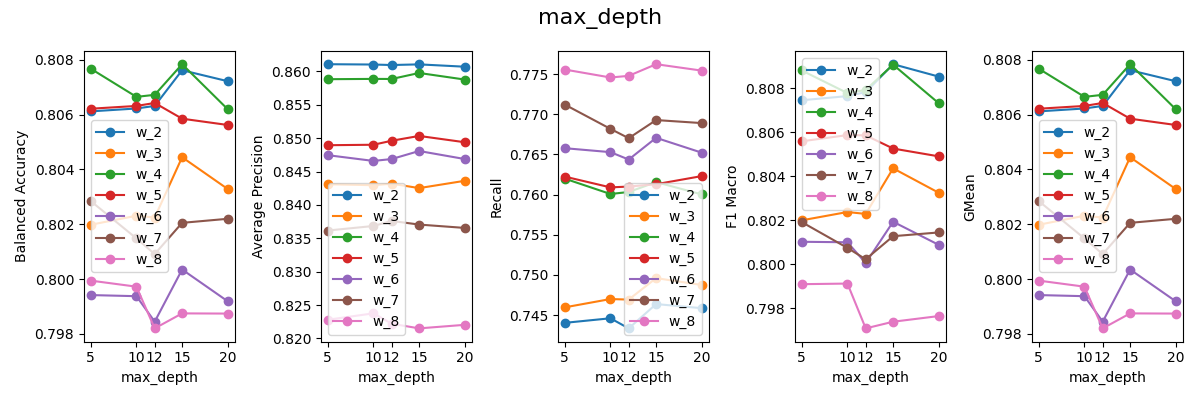 max_depth
Balanced Accuracy
0.808
0.806
0.804
0.802
0.800
0.798
w_2
w_3
w_4
w_5
w_6
w_7
w_8
5 10 12 15 20
max_depth
Average Precision
0.860
0.855
0.850
0.845
0.840
0.835
0.830
0.825
0.820
w_2
w_3
w_4
w_5
w_6
w_7
w_8
5 10 12 15 20
max_depth
Recall
0.775
0.770
0.765
0.760
0.755
0.750
0.745
w_2
w_3
w_4
w_5
w_6
w_7
w_8
5 10 12 15 20
max_depth
F1 Macro
0.808
0.806
0.804
0.802
0.800
0.798
w_2
w_3
w_4
w_5
w_6
w_7
w_8
5 10 12 15 20
max_depth
GMean
0.808
0.806
0.804
0.802
0.800
0.798
w_2
w_3
w_4
w_5
w_6
w_7
w_8
5 10 12 15 20
max_depth